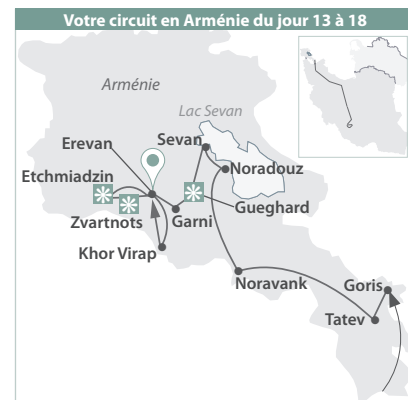 Votre circuit en Arménie du jour 13 à 18
Arménie
Lac Sevan
Erevan
Sevan
Etchmiadzin
Noradouz
Gueghard
Zvartnots
Garni
Khor Virap
Noravank
Goris
Tatev